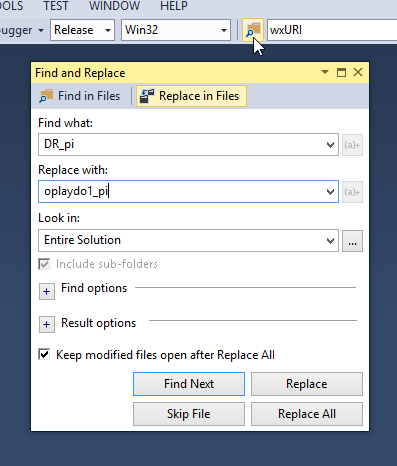 OOLS TEST WINDOW HELP
ugger Release Win32 wxURI
Find and Replace
Find in Files Replace in Files
Find what:
DR_pi
(a)+
Replace with:
oplaydo1_pi
(a)+
Look in:
Entire Solution
...
Include sub-folders
+ Find options
+ Result options
Keep modified files open after Replace All
Find Next Replace
Skip File Replace All